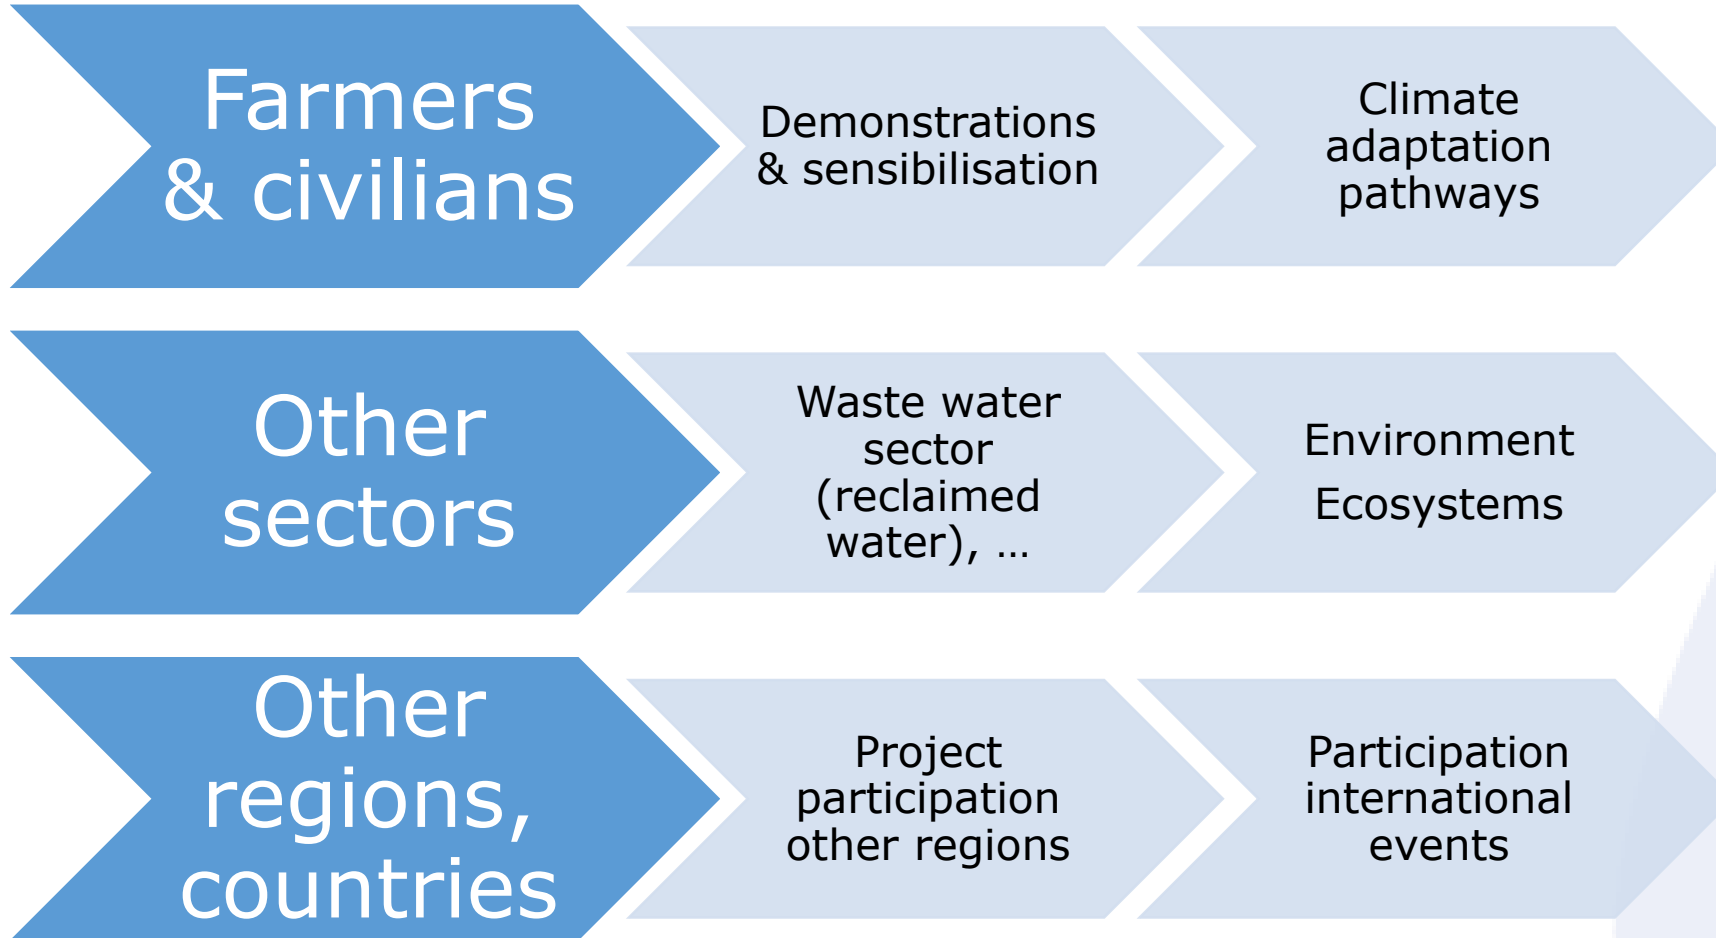 Farmers
& civilians
Demonstrations
& sensibilisation
Climate
adaptation
pathways
Other
sectors
Waste water
sector
(reclaimed
water), …
Environment
Ecosystems
Other
regions,
countries
Project
participation
other regions
Participation
international
events